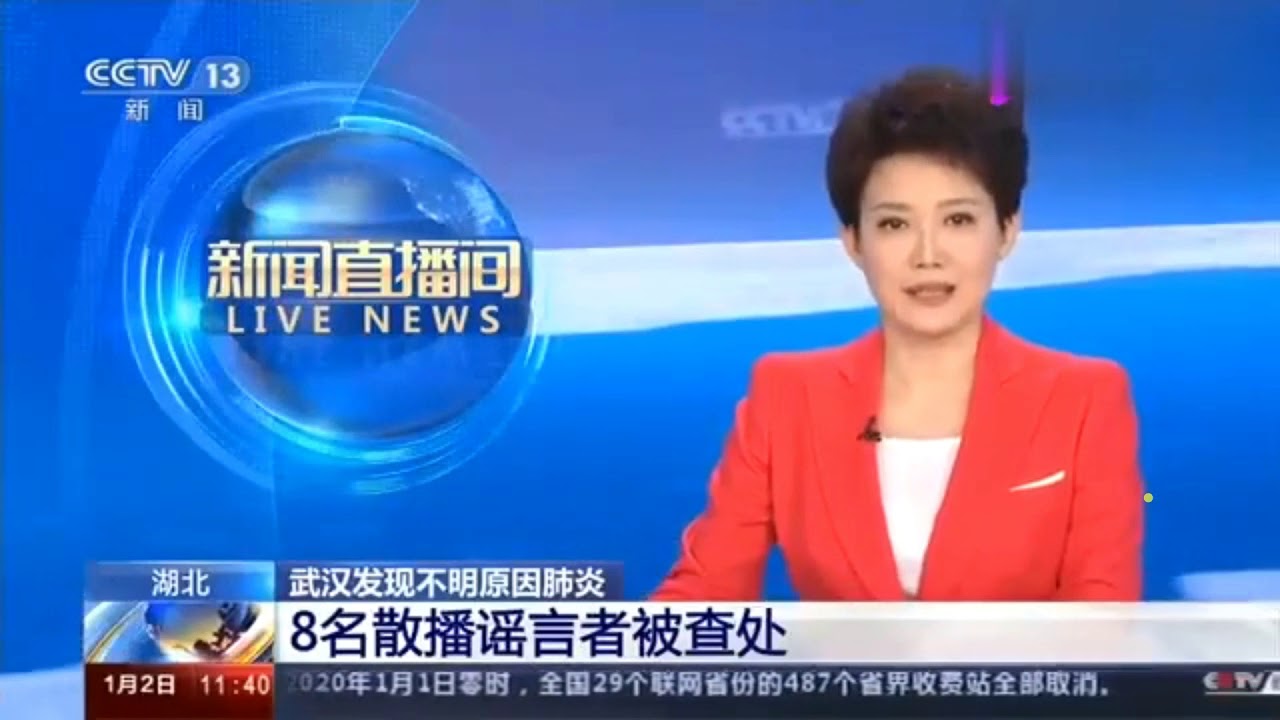 CCTV 13
新闻
CCTV
新闻直播间
LIVE NEWS
湖北
武汉发现不明原因肺炎
8名散播谣言者被查处
1月2日 11:40
2020年1月1日零时，全国29个联网省份的487个省界收费站全部取消。
CCTV